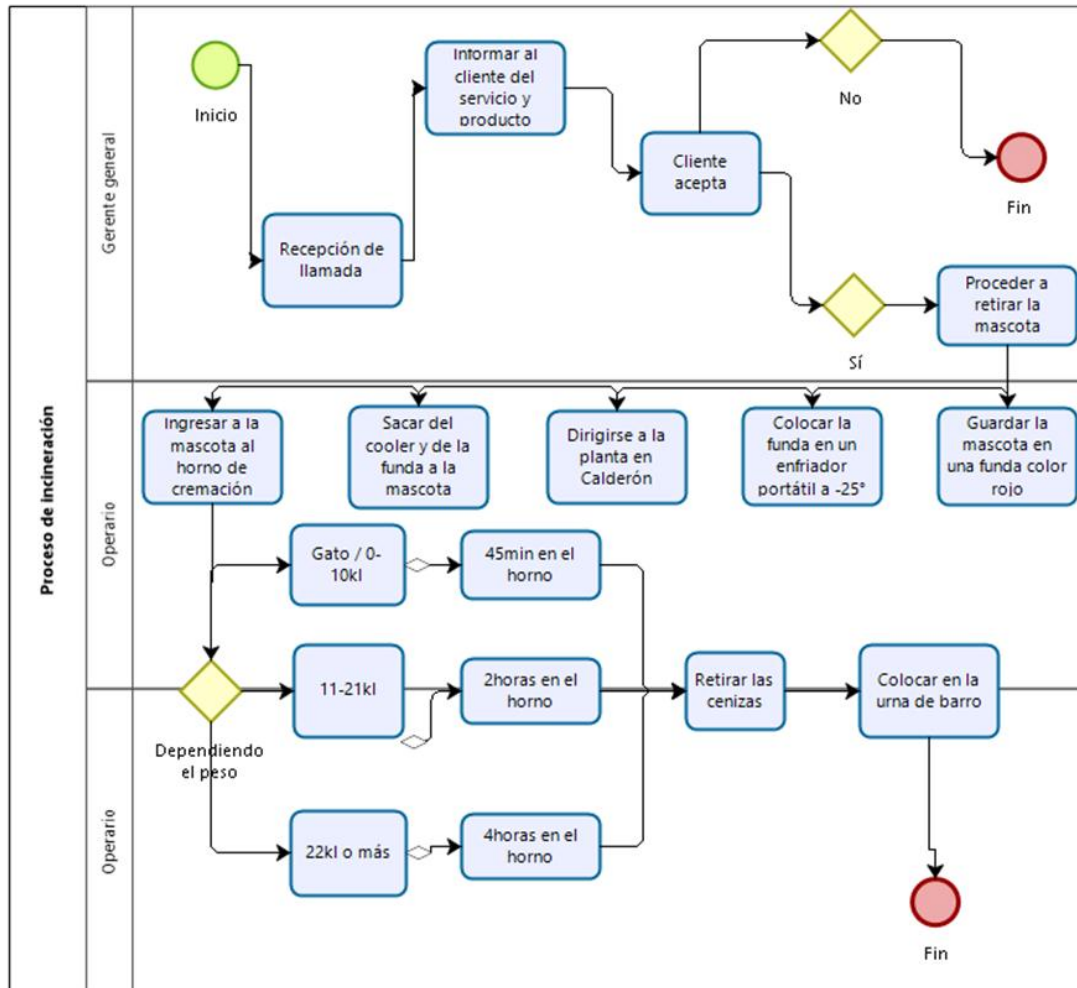 Proceso de incineración
Gerente general
Inicio
Recepción de
llamada
Informar al
cliente del
servicio y
producto
Cliente
acepta
No
Fin
Sí
Proceder a
retirar la
mascota
Operario
Ingresar a la
mascota al
horno de
cremación
Sacar del
cooler y de la
funda a la
mascota
Dirigirse a la
planta en
Calderón
Colocar la
funda en un
enfriador
portátil a -25°
Guardar la
mascota en
una funda color
rojo
Gato / 0-
10kl
45min en el
horno
Operario
Dependiendo
el peso
11-21kl
2horas en el
horno
Retirar las
cenizas
Colocar en la
urna de barro
22kl o más
4horas en el
horno
Fin